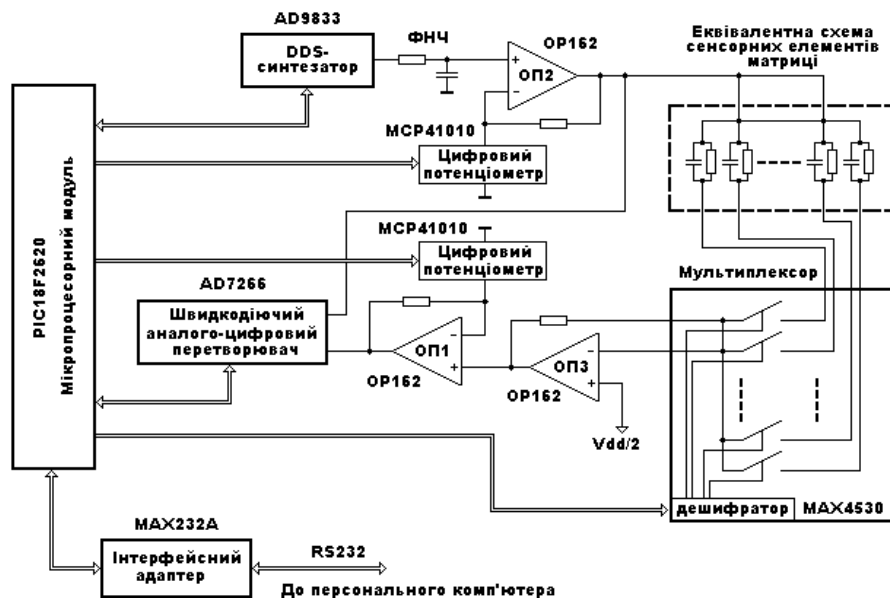 AD9833
DDS-
синтезатор
ФНЧ
OP162
+
ОП2
−
Еквівалентна схема
сенсорних елементів
матриці
MCP41010
Цифровий
потенціометр
PIC18F2620
Мікропроцесорний модуль
MCP41010
Цифровий
потенціометр
AD7266
Швидкодіючий
аналого-цифровий
перетворювач
−
ОП1
+
OP162
−
ОП3
+
OP162
Vdd/2
Мультиплексор
дешифратор
MAX4530
MAX232A
Інтерфейсний
адаптер
RS232
До персонального комп'ютера